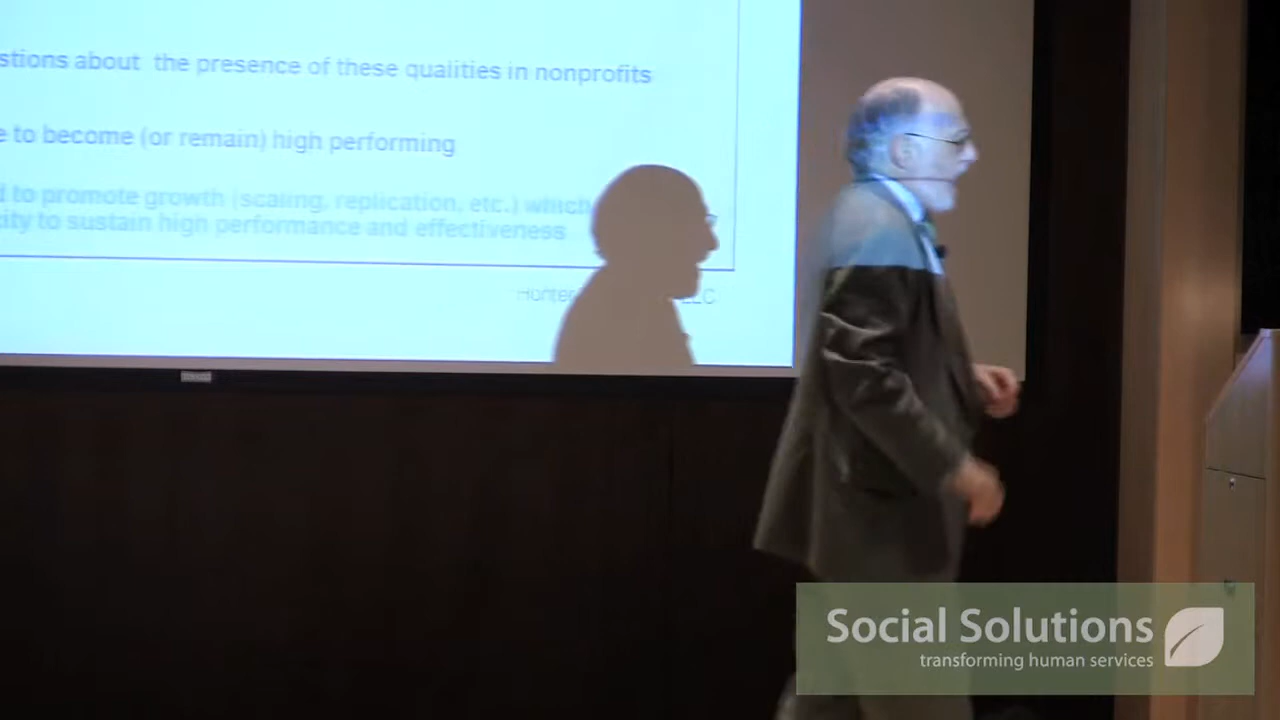 stions about the presence of these qualities in nonprofits
e to become (or remain) high performing
d to promote growth (scaling, replication, etc.) which
ity to sustain high performance and effectiveness
LLC
Social Solutions
transforming human services